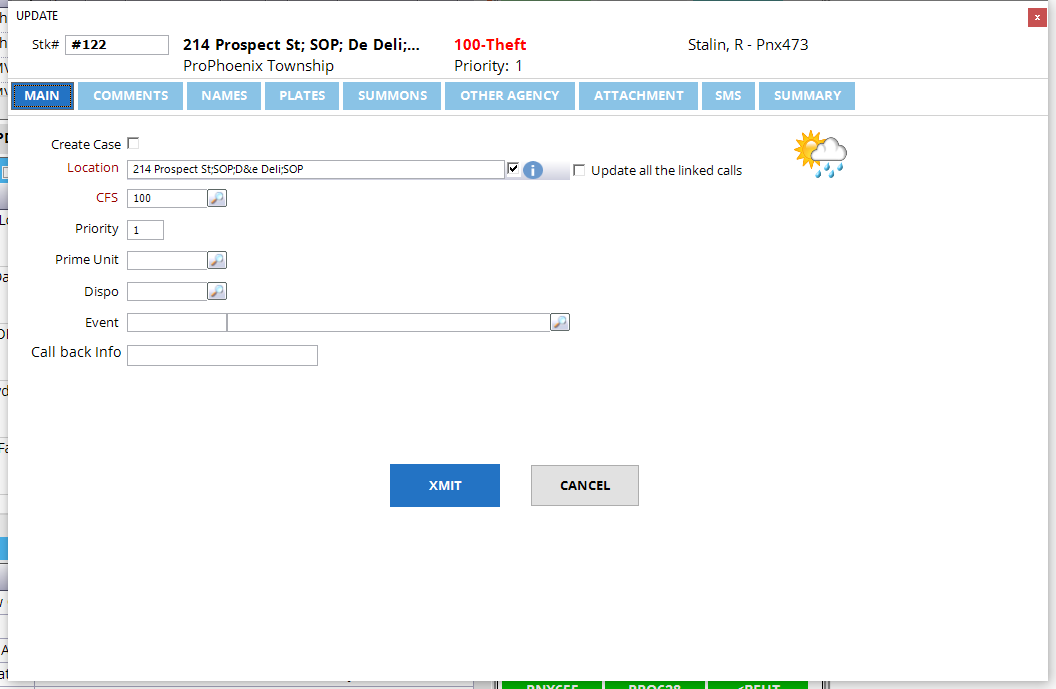 UPDATE
x
Stk# #122 214 Prospect St; SOP; De Deli;... 100-Theft Stalin, R - Pnx473
ProPhoenix Township Priority: 1
MAIN COMMENTS NAMES PLATES SUMMONS OTHER AGENCY ATTACHMENT SMS SUMMARY
Create Case
Location 214 Prospect St;SOP;D&e Deli;SOP i Update all the linked calls
CFS 100
Priority 1
Prime Unit
Dispo
Event
Call back Info
XMIT CANCEL